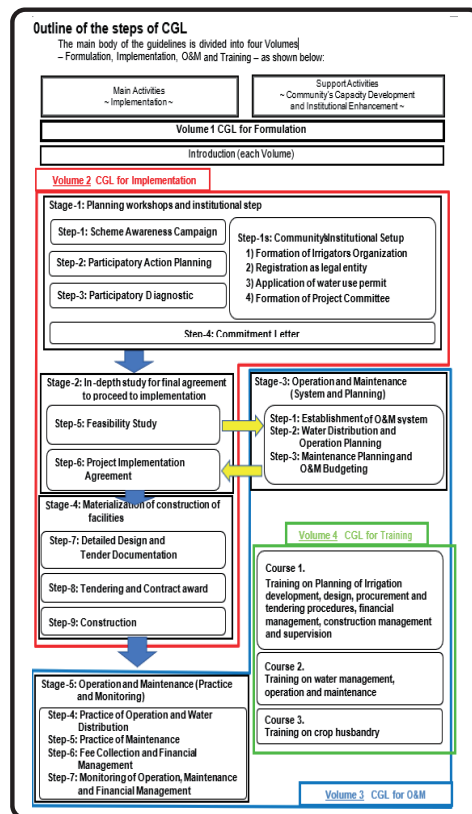 Outline of the steps of CGL
The main body of the guidelines is divided into four Volumes
– Formulation, Implementation, O&M and Training – as shown below:
Main Activities
~ Implementation ~
Support Activities
~ Community's Capacity Development
and Institutional Enhancement ~
Volume 1 CGL for Formulation
Introduction (each Volume)
Volume 2 CGL for Implementation
Stage-1: Planning workshops and institutional step
Step-1: Scheme Awareness Campaign
Step-2: Participatory Action Planning
Step-3: Participatory Diagnostic
Step-1s: Community'sInstitutional Setup
1) Formation of Irrigators Organization
2) Registration as legal entity
3) Application of water use permit
4) Formation of Project Committee
Step-4: Commitment Letter
Stage-2: In-depth study for final agreement
to proceed to implementation
Step-5: Feasibility Study
Step-6: Project Implementation
Agreement
Stage-3: Operation and Maintenance
(System and Planning)
Step-1: Establishment of O&M system
Step-2: Water Distribution and
Operation Planning
Step-3: Maintenance Planning and
O&M Budgeting
Stage-4: Materialization of construction of
facilities
Step-7: Detailed Design and
Tender Documentation
Step-8: Tendering and Contract award
Step-9: Construction
Volume 4 CGL for Training
Course 1.
Training on Planning of Irrigation
development, design, procurement and
tendering procedures, financial
management, construction management
and supervision
Course 2.
Training on water management,
operation and maintenance
Course 3.
Training on crop husbandry
Stage-5: Operation and Maintenance (Practice
and Monitoring)
Step-4: Practice of Operation and Water
Distribution
Step-5: Practice of Maintenance
Step-6: Fee Collection and Financial
Management
Step-7: Monitoring of Operation, Maintenance
and Financial Management
Volume 3 CGL for O&M